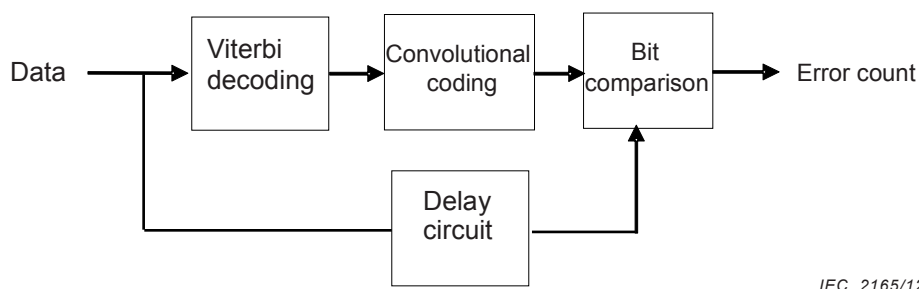 Data
Viterbi
decoding
Convolutional
coding
Bit
comparison
Error count
Delay
circuit